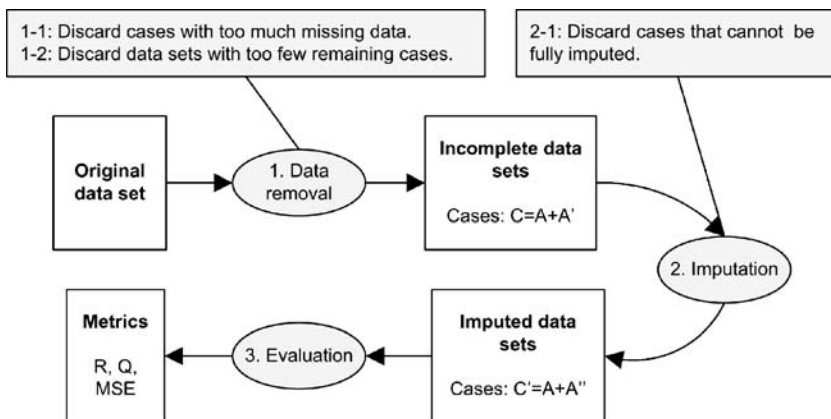 1-1: Discard cases with too much missing data.
1-2: Discard data sets with too few remaining cases.
2-1: Discard cases that cannot be
fully imputed.
Original
data set
1. Data
removal
Incomplete data
sets
Cases: C=A+A'
2. Imputation
Metrics
R, Q,
MSE
3. Evaluation
Imputed data
sets
Cases: C'=A+A''